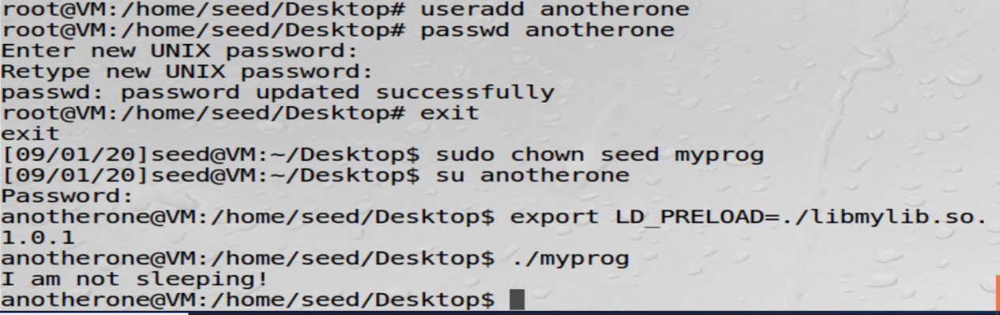 root@VM:/home/seed/Desktop# useradd anotherone
root@VM:/home/seed/Desktop# passwd anotherone
Enter new UNIX password:
Retype new UNIX password:
passwd: password updated successfully
root@VM:/home/seed/Desktop# exit
exit
[09/01/20]seed@VM:~/Desktop$ sudo chown seed myprog
[09/01/20]seed@VM:~/Desktop$ su anotherone
Password:
anotherone@VM:/home/seed/Desktop$ export LD_PRELOAD=./libmylib.so.
1.0.1
anotherone@VM:/home/seed/Desktop$ ./myprog
I am not sleeping!
anotherone@VM:/home/seed/Desktop$